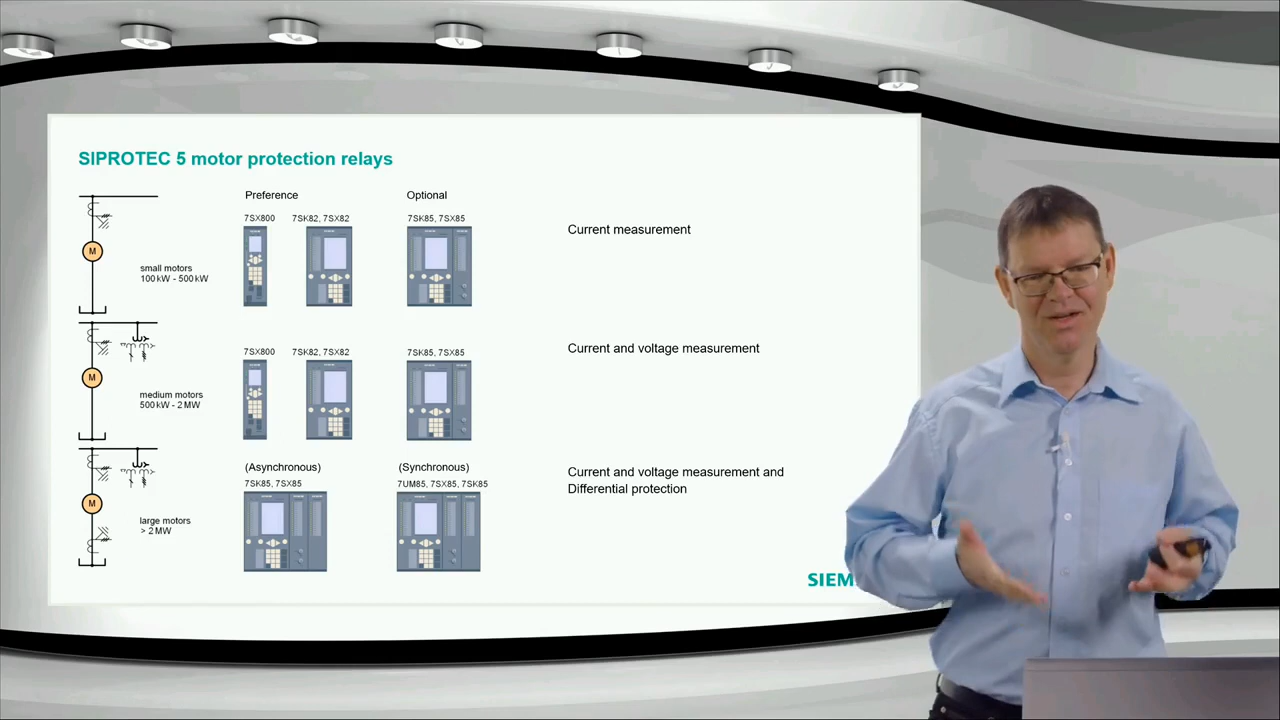 SIPROTEC 5 motor protection relays
Preference
Optional
7SX800
7SK82, 7SX82
7SK85, 7SX85
Current measurement
M
small motors
100 kW - 500 kW
7SX800
7SK82, 7SX82
7SK85, 7SX85
Current and voltage measurement
M
medium motors
500 kW - 2 MW
(Asynchronous)
(Synchronous)
7SK85, 7SX85
7UM85, 7SX85, 7SK85
Current and voltage measurement and
Differential protection
M
large motors
> 2 MW
SIEM